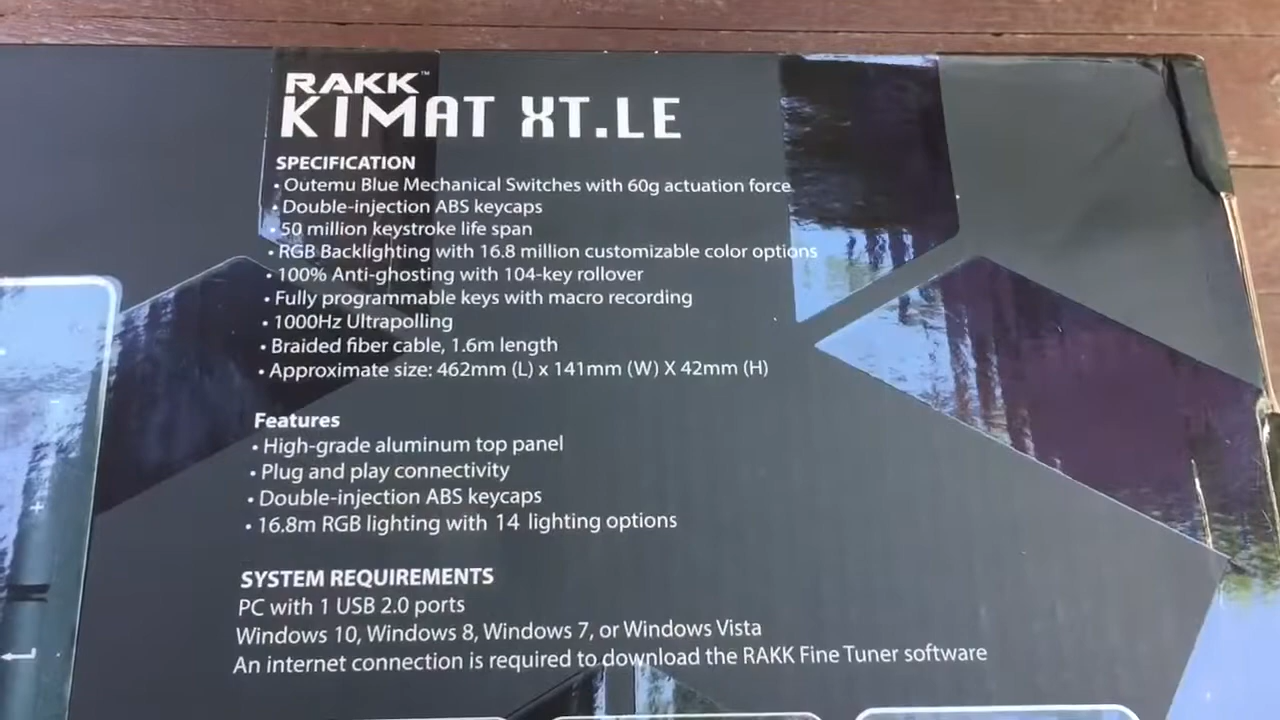 RAKK™
KIMAT XT.LE
SPECIFICATION
• Outemu Blue Mechanical Switches with 60g actuation force
• Double-injection ABS keycaps
• 50 million keystroke life span
• RGB Backlighting with 16.8 million customizable color options
• 100% Anti-ghosting with 104-key rollover
• Fully programmable keys with macro recording
• 1000Hz Ultrapolling
• Braided fiber cable, 1.6m length
• Approximate size: 462mm (L) x 141mm (W) X 42mm (H)
Features
• High-grade aluminum top panel
• Plug and play connectivity
• Double-injection ABS keycaps
• 16.8m RGB lighting with 14 lighting options
SYSTEM REQUIREMENTS
PC with 1 USB 2.0 ports
Windows 10, Windows 8, Windows 7, or Windows Vista
An internet connection is required to download the RAKK Fine Tuner software